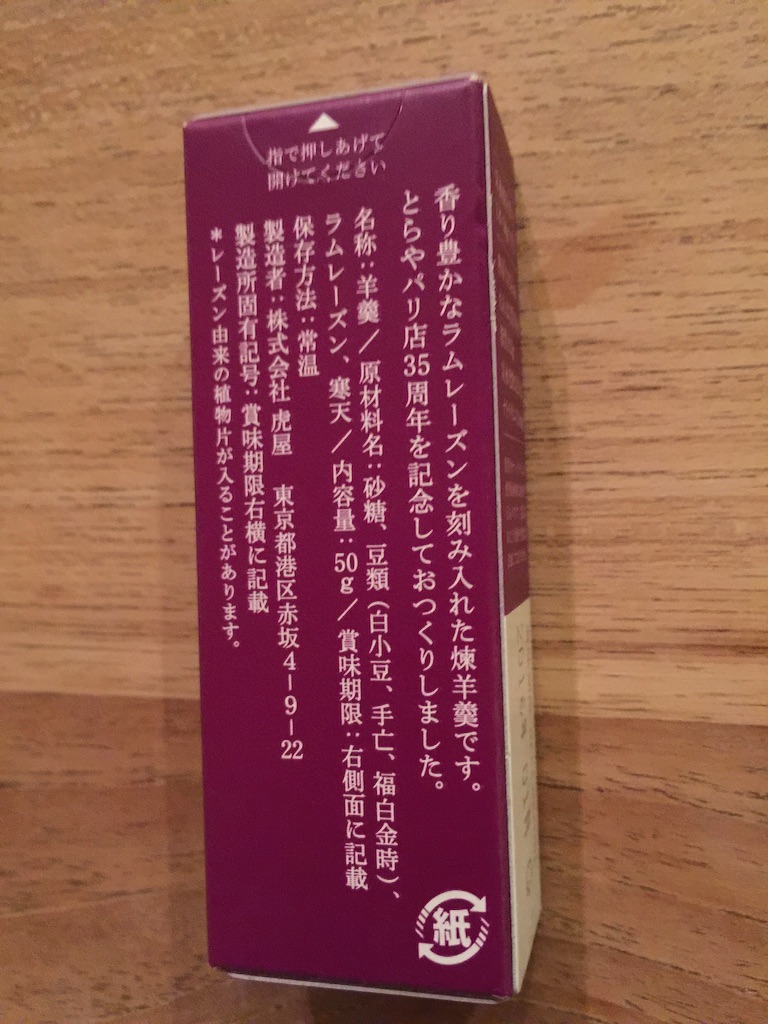 指で押しあげて
開けてください
香り豊かなラムレーズンを刻み入れた煉羊羹です。
とらやパリ店35周年を記念しておつくりしました。
名称：羊羹／原材料名：砂糖、豆類（白小豆、手亡、福白金時）、
ラムレーズン、寒天／内容量：50g／賞味期限：右側面に記載
保存方法：常温
製造者：株式会社 虎屋　東京都港区赤坂4–9–22
製造所固有記号：賞味期限右横に記載
＊レーズン由来の植物片が入ることがあります。
紙